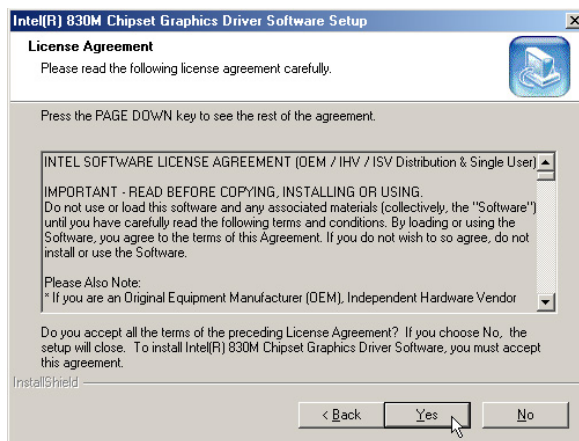 Intel(R) 830M Chipset Graphics Driver Software Setup
License Agreement
Please read the following license agreement carefully.
Press the PAGE DOWN key to see the rest of the agreement.
INTEL SOFTWARE LICENSE AGREEMENT (OEM / IHV / ISV Distribution & Single User)
IMPORTANT - READ BEFORE COPYING, INSTALLING OR USING.
Do not use or load this software and any associated materials (collectively, the "Software")
until you have carefully read the following terms and conditions. By loading or using the
Software, you agree to the terms of this Agreement. If you do not wish to so agree, do not
install or use the Software.
Please Also Note:
* If you are an Original Equipment Manufacturer (OEM), Independent Hardware Vendor
Do you accept all the terms of the preceding License Agreement? If you choose No, the
setup will close. To install Intel(R) 830M Chipset Graphics Driver Software, you must accept
this agreement.
InstallShield
< Back
Yes
No